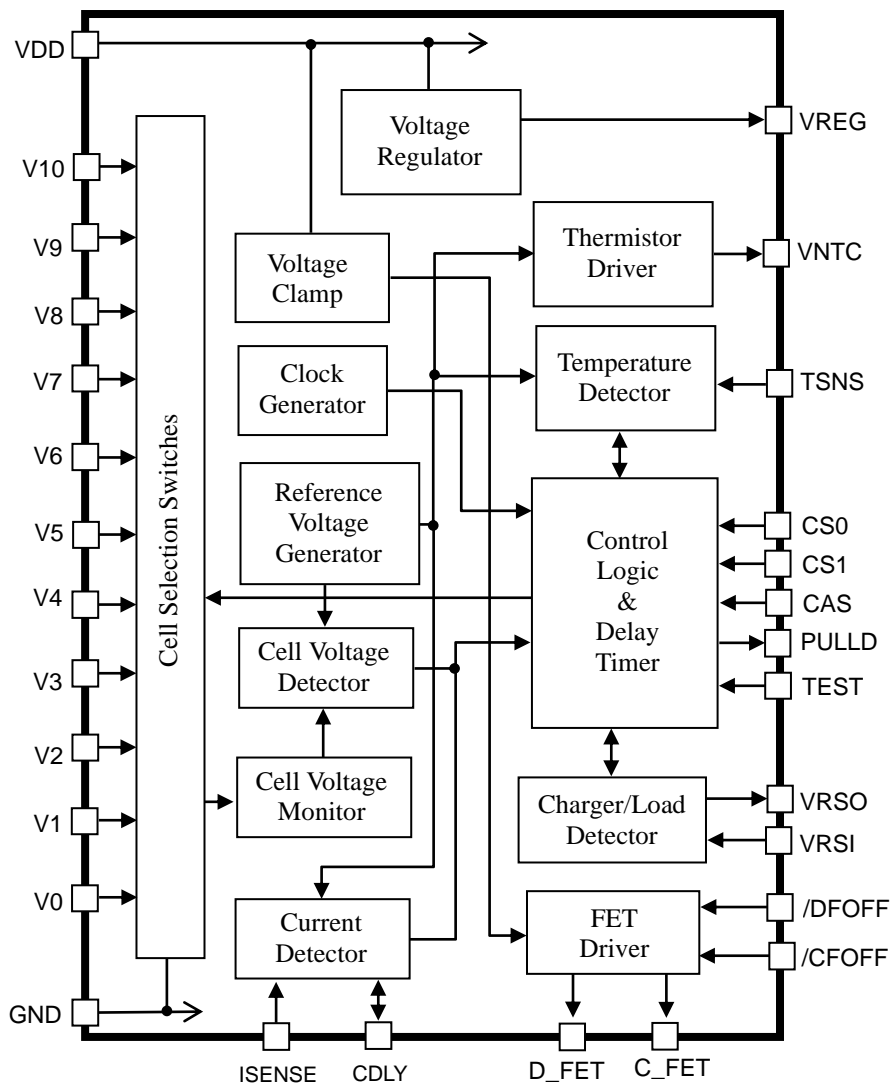 VDD
Voltage
Regulator
VREG
V10
V9
V8
V7
V6
V5
V4
V3
V2
V1
V0
GND
Cell Selection Switches
Voltage
Clamp
Thermistor
Driver
VNTC
Clock
Generator
Temperature
Detector
TSNS
Reference
Voltage
Generator
Control
Logic
&
Delay
Timer
CS0
CS1
CAS
PULLD
TEST
Cell Voltage
Detector
Cell Voltage
Monitor
Charger/Load
Detector
VRSO
VRSI
Current
Detector
FET
Driver
/DFOFF
/CFOFF
ISENSE
CDLY
D_FET
C_FET